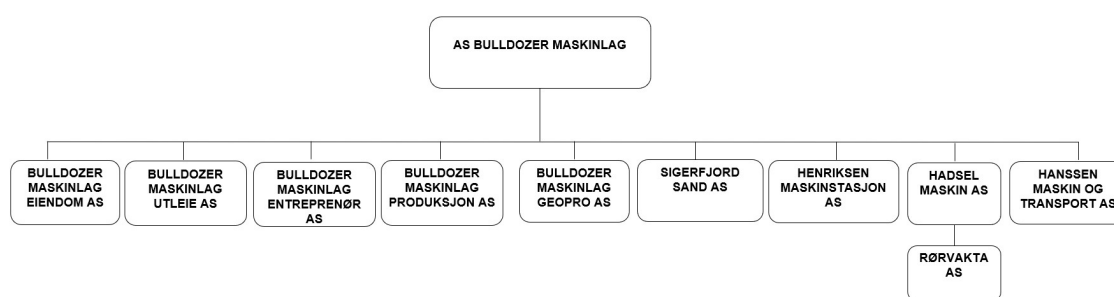 AS BULLDOZER MASKINLAG
BULLDOZER
MASKINLAG
EIENDOM AS
BULLDOZER
MASKINLAG
UTLEIE AS
BULLDOZER
MASKINLAG
ENTREPRENØR
AS
BULLDOZER
MASKINLAG
PRODUKSJON AS
BULLDOZER
MASKINLAG
GEOPRO AS
SIGERFJORD
SAND AS
HENRIKSEN
MASKINSTASJON
AS
HADSEL
MASKIN AS
HANSSEN
MASKIN OG
TRANSPORT AS
RØRVAKTA
AS